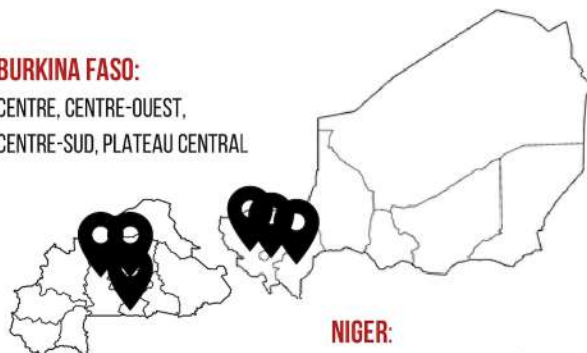 BURKINA FASO:
CENTRE, CENTRE-OUEST,
CENTRE-SUD, PLATEAU CENTRAL
NIGER: